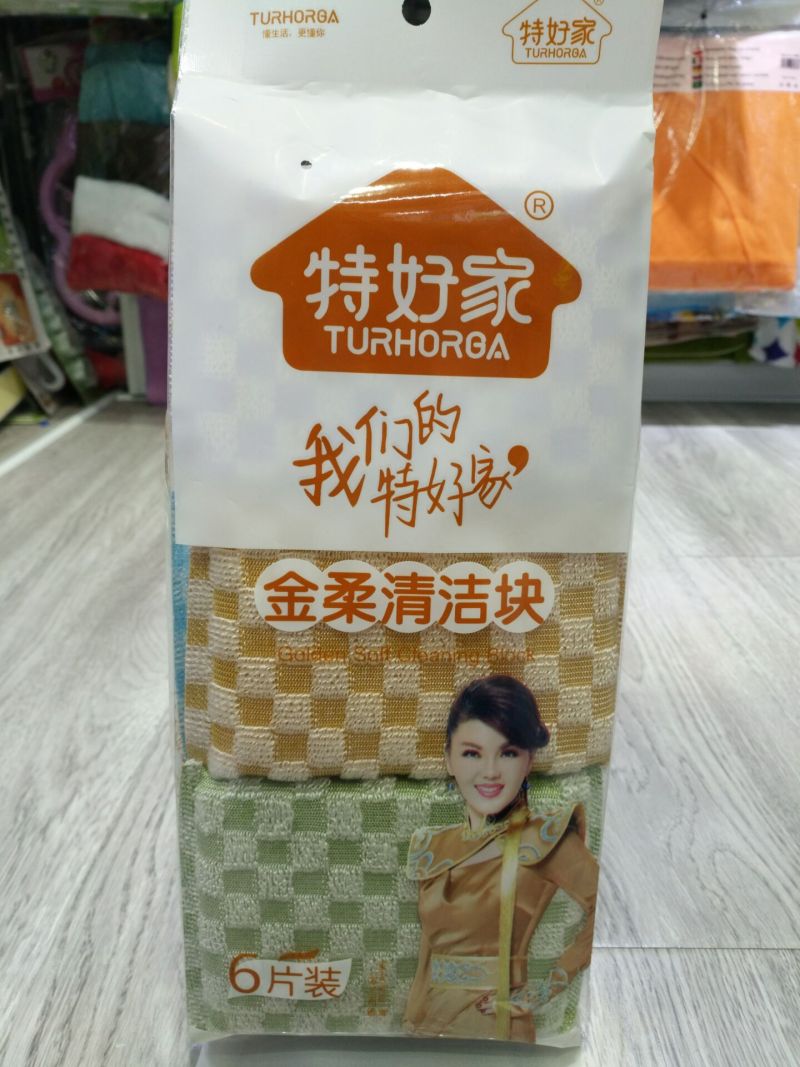 TURHORGA
懂生活，更懂你
特好家®
TURHORGA
®
特好家
TURHORGA
我们的
特好家
金柔清洁块
Golden Soft Cleaning Block
6片装